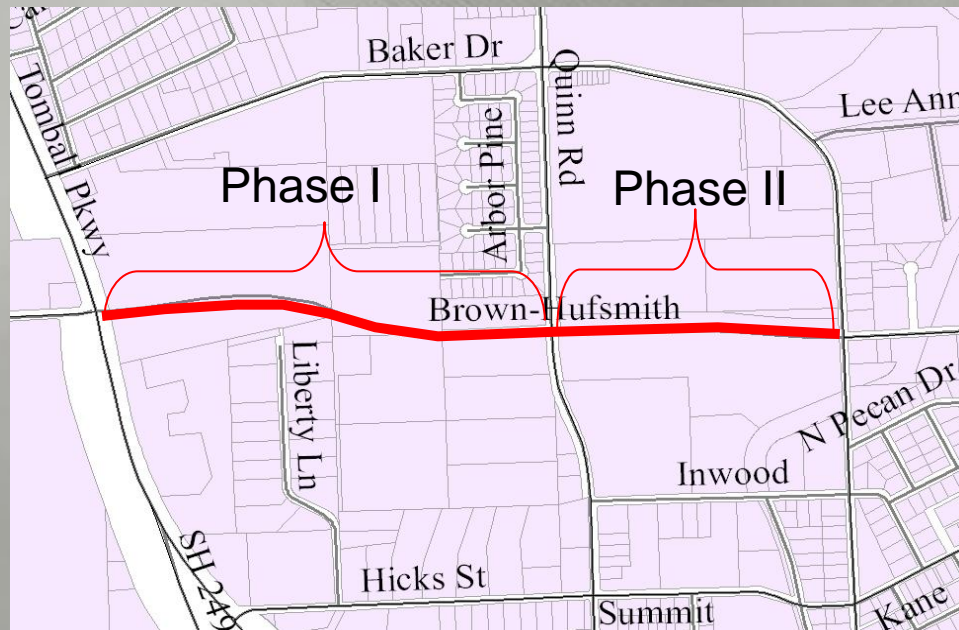 Baker Dr
Quinn Rd
Lee Ann
Tomball Pkwy
Phase I
Arbor Pine
Phase II
Brown-Hufsmith
Liberty Ln
N Pecan Dr
Inwood
SH 249
Hicks St
Summit
Kane